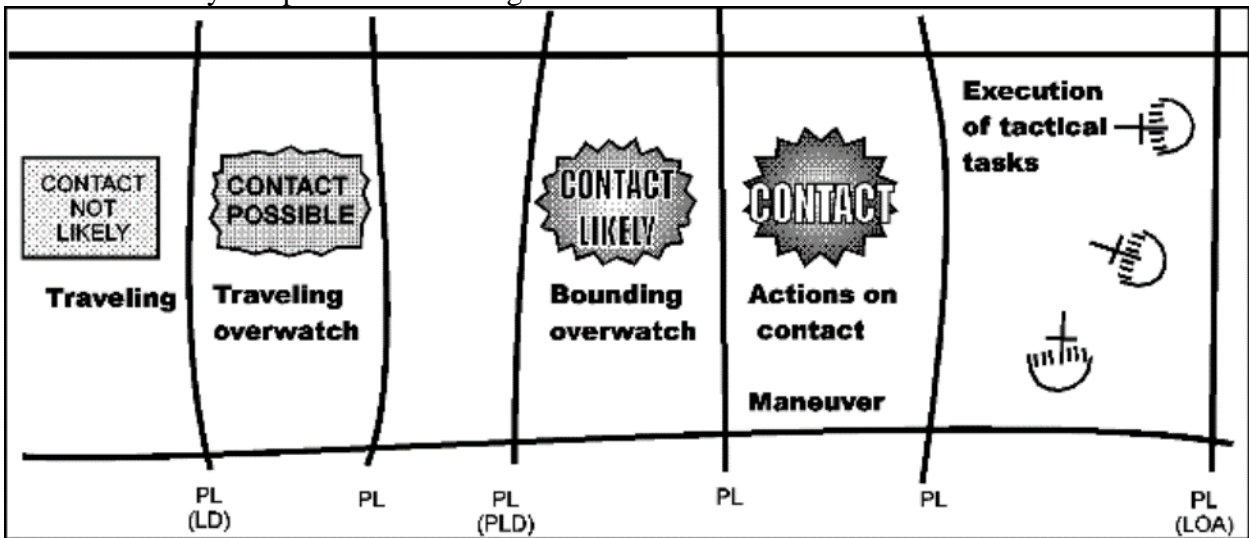 CONTACT
NOT
LIKELY
Traveling
CONTACT
POSSIBLE
Traveling
overwatch
CONTACT
LIKELY
Bounding
overwatch
CONTACT
Actions on
contact
Maneuver
Execution
of tactical
tasks
PL
(LD)
PL
PL
(PLD)
PL
PL
PL
(LOA)